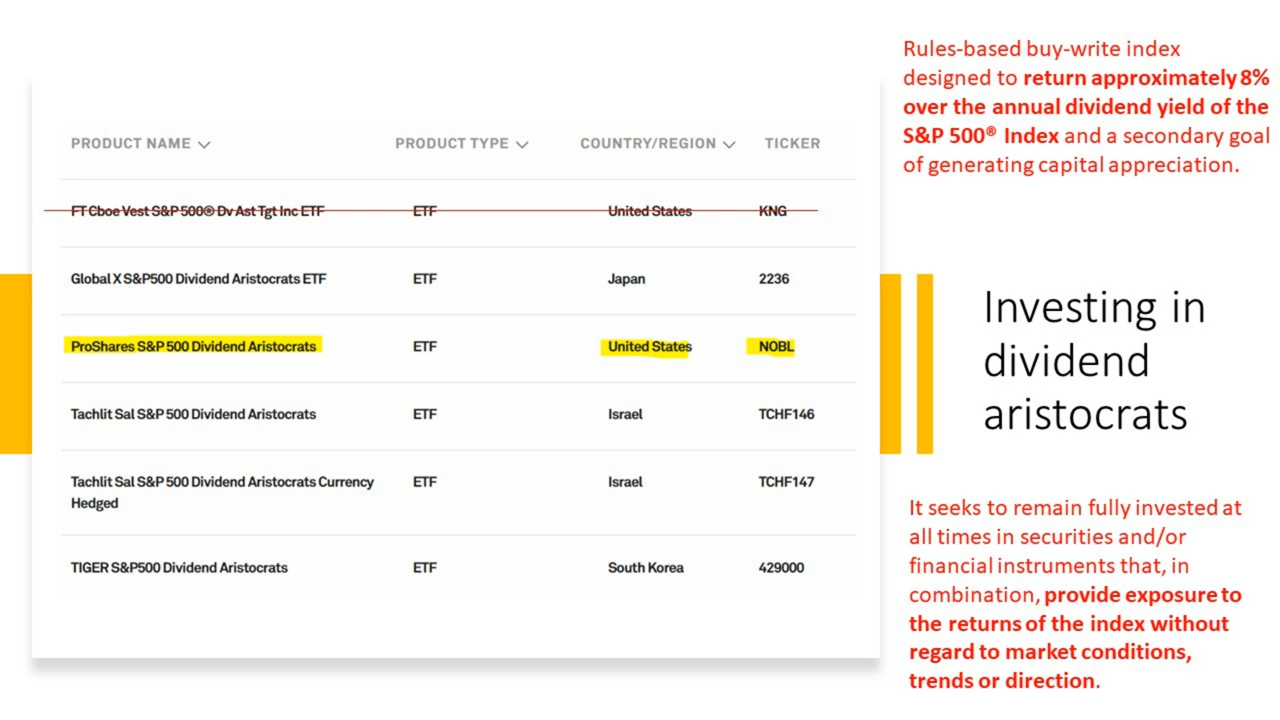 PRODUCT NAME PRODUCT TYPE COUNTRY/REGION TICKER
FT Cboe Vest S&P 500® Dv Ast Tgt Inc ETF ETF United States KNG
Global X S&P500 Dividend Aristocrats ETF ETF Japan 2236
ProShares S&P 500 Dividend Aristocrats ETF United States NOBL
Tachlit Sal S&P 500 Dividend Aristocrats ETF Israel TCHF146
Tachlit Sal S&P 500 Dividend Aristocrats Currency ETF Israel TCHF147
Hedged
TIGER S&P500 Dividend Aristocrats ETF South Korea 429000
Rules-based buy-write index
designed to return approximately 8%
over the annual dividend yield of the
S&P 500® Index and a secondary goal
of generating capital appreciation.
Investing in
dividend
aristocrats
It seeks to remain fully invested at
all times in securities and/or
financial instruments that, in
combination, provide exposure to
the returns of the index without
regard to market conditions,
trends or direction.